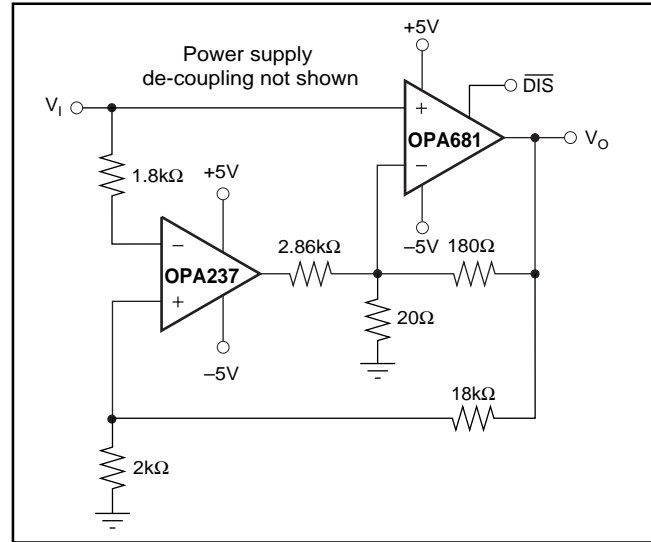 Power supply
de-coupling not shown
+5V
DIS
V_I
OPA681
V_O
1.8kΩ
+5V
−5V
2.86kΩ
180Ω
OPA237
20Ω
−5V
18kΩ
2kΩ